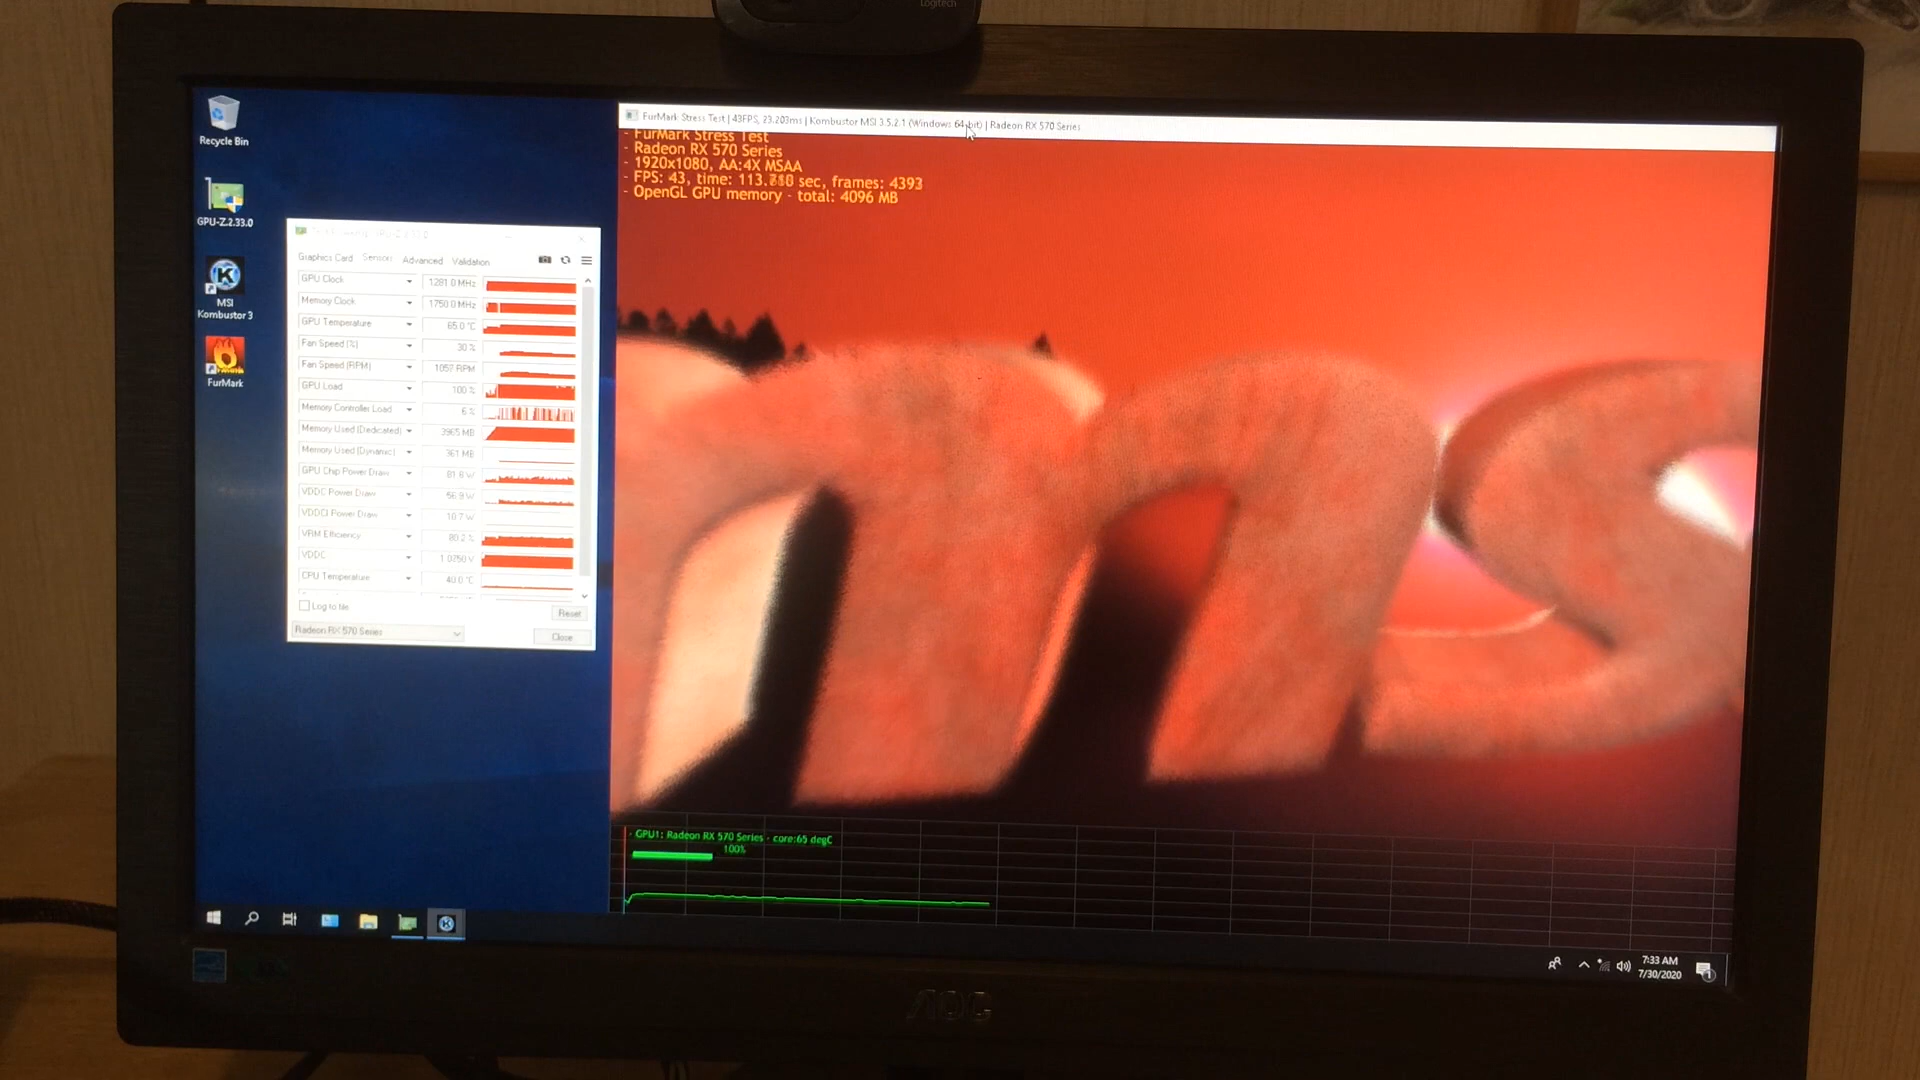 Logitech
Recycle Bin
GPU-Z.2.33.0
MSI
Kombustor 3
FurMark
Graphics Card Sensors Advanced Validation
GPU Clock 1281.0 MHz
Memory Clock 1750.0 MHz
GPU Temperature 65.0 °C
Fan Speed (%) 30 %
Fan Speed (RPM) 1057 RPM
GPU Load 100 %
Memory Controller Load 6 %
Memory Used (Dedicated) 3965 MB
Memory Used (Dynamic) 361 MB
GPU Chip Power Draw 81.8 W
VDDC Power Draw 56.9 W
VDDCI Power Draw 10.7 W
VRM Efficiency 80.2 %
VDDC 1.0750 V
CPU Temperature 40.0 °C
Log to file
Reset
Radeon RX 570 Series
Close
FurMark Stress Test | 43FPS, 23.203ms | Kombustor MSI 3.5.2.1 (Windows 64-bit) | Radeon RX 570 Series
- FurMark Stress Test
- Radeon RX 570 Series
- 1920x1080, AA:4X MSAA
- FPS: 43, time: sec, frames: 4393
- OpenGL GPU memory - total: 4096 MB
ms
- GPU1: Radeon RX 570 Series - core:65 degC
100%
7:33 AM
7/30/2020
1
AOC